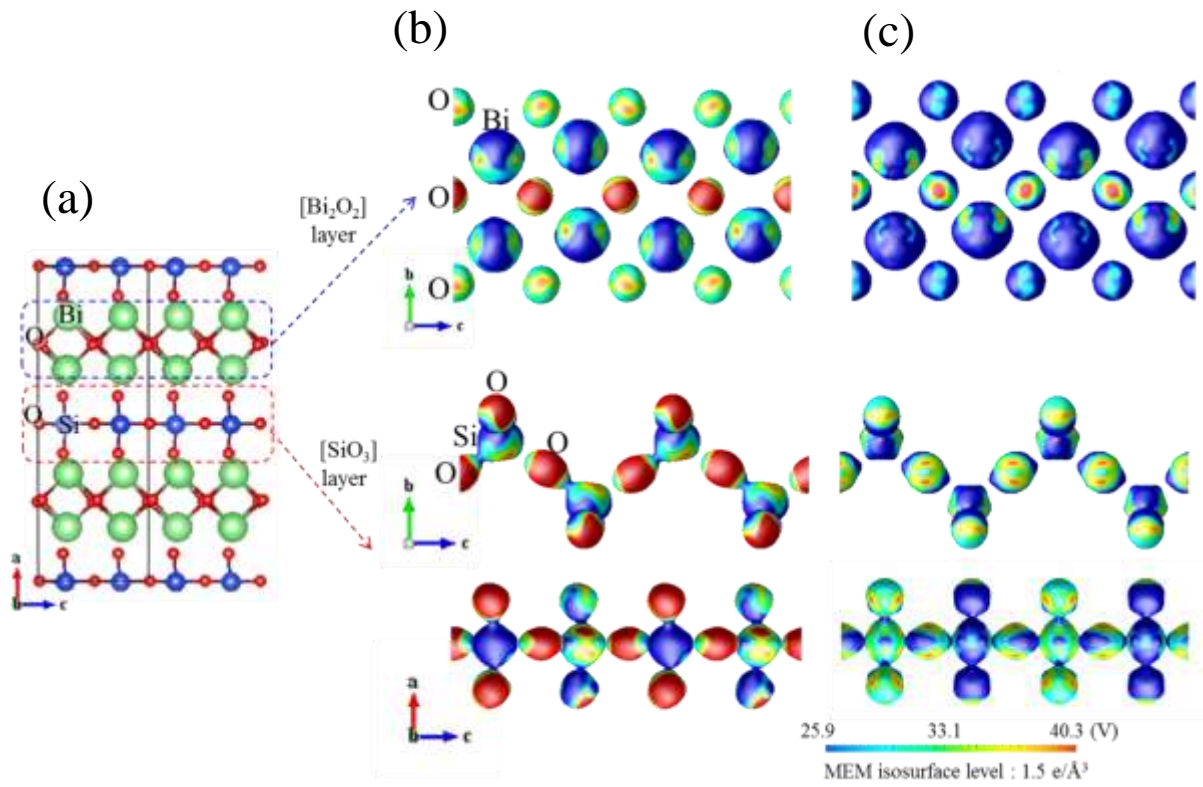 (a)
Bi
O
O
Si
a
b
c
[Bi₂O₂]
layer
[SiO₃]
layer
(b)
O
Bi
O
O
b
c
O
Si
O
O
b
c
a
c
(c)
25.9 33.1 40.3 (V)
MEM isosurface level : 1.5 e/Å³